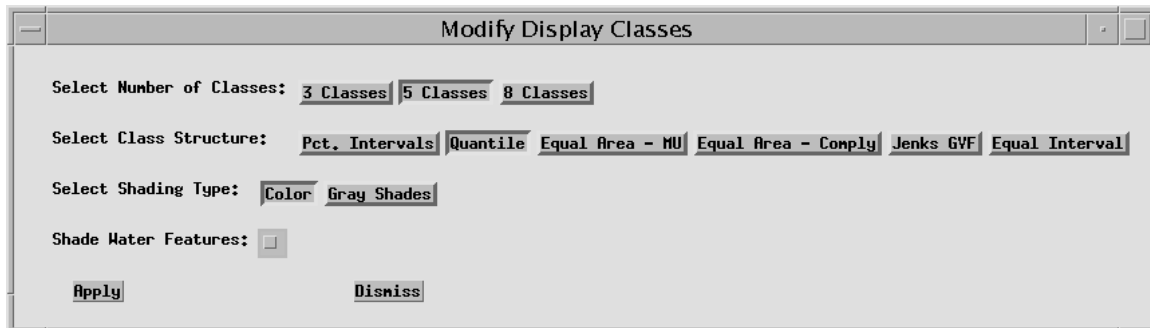 Modify Display Classes
Select Number of Classes: 3 Classes 5 Classes 8 Classes
Select Class Structure: Pct. Intervals Quantile Equal Area - MU Equal Area - Comply Jenks GVF Equal Interval
Select Shading Type: Color Gray Shades
Shade Water Features:
Apply Dismiss